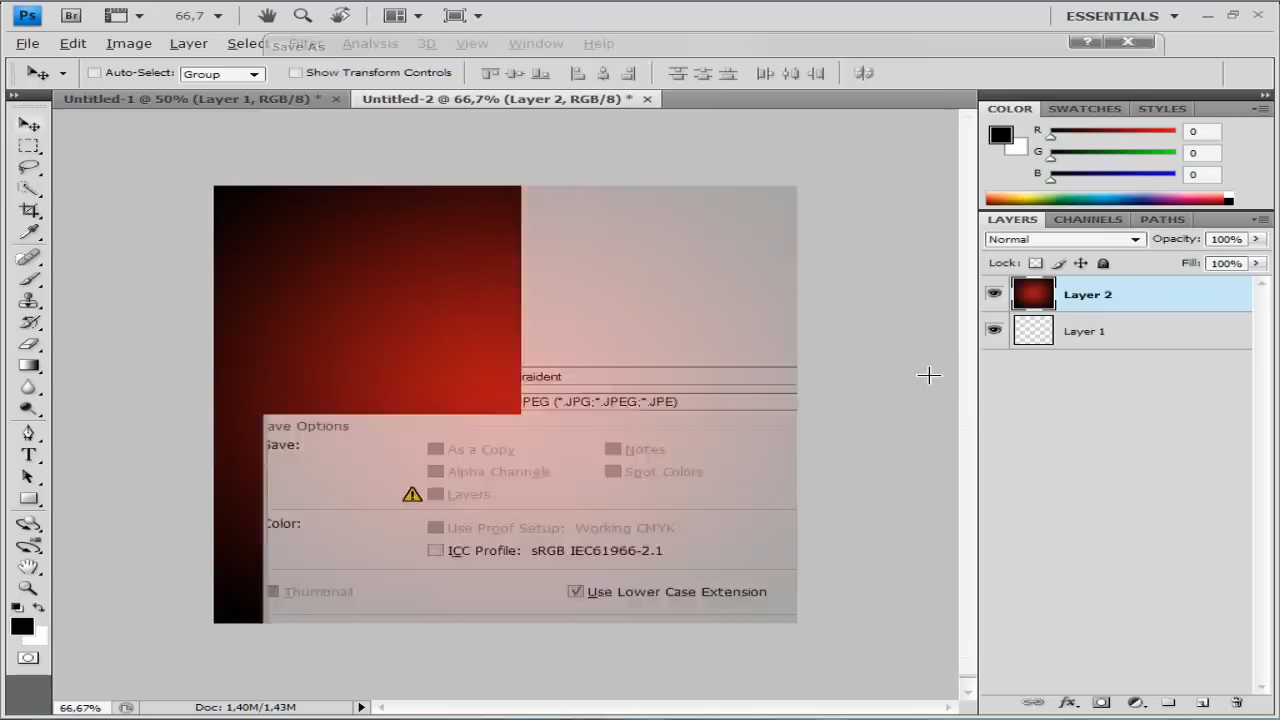 Ps Br 66,7 ESSENTIALS
File Edit Image Layer Select Filter Analysis 3D View Window Help
Save As
Auto-Select: Group Show Transform Controls
Untitled-1 @ 50% (Layer 1, RGB/8) * Untitled-2 @ 66,7% (Layer 2, RGB/8) *
COLOR SWATCHES STYLES
R 0
G 0
B 0
LAYERS CHANNELS PATHS
Normal Opacity: 100%
Lock: Fill: 100%
Layer 2
Layer 1
raident
PEG (*.JPG;*.JPEG;*.JPE)
ave Options
Save:
As a Copy Notes
Alpha Channels Spot Colors
Layers
Color:
Use Proof Setup: Working CMYK
ICC Profile: sRGB IEC61966-2.1
Thumbnail Use Lower Case Extension
66,67% Doc: 1,40M/1,43M